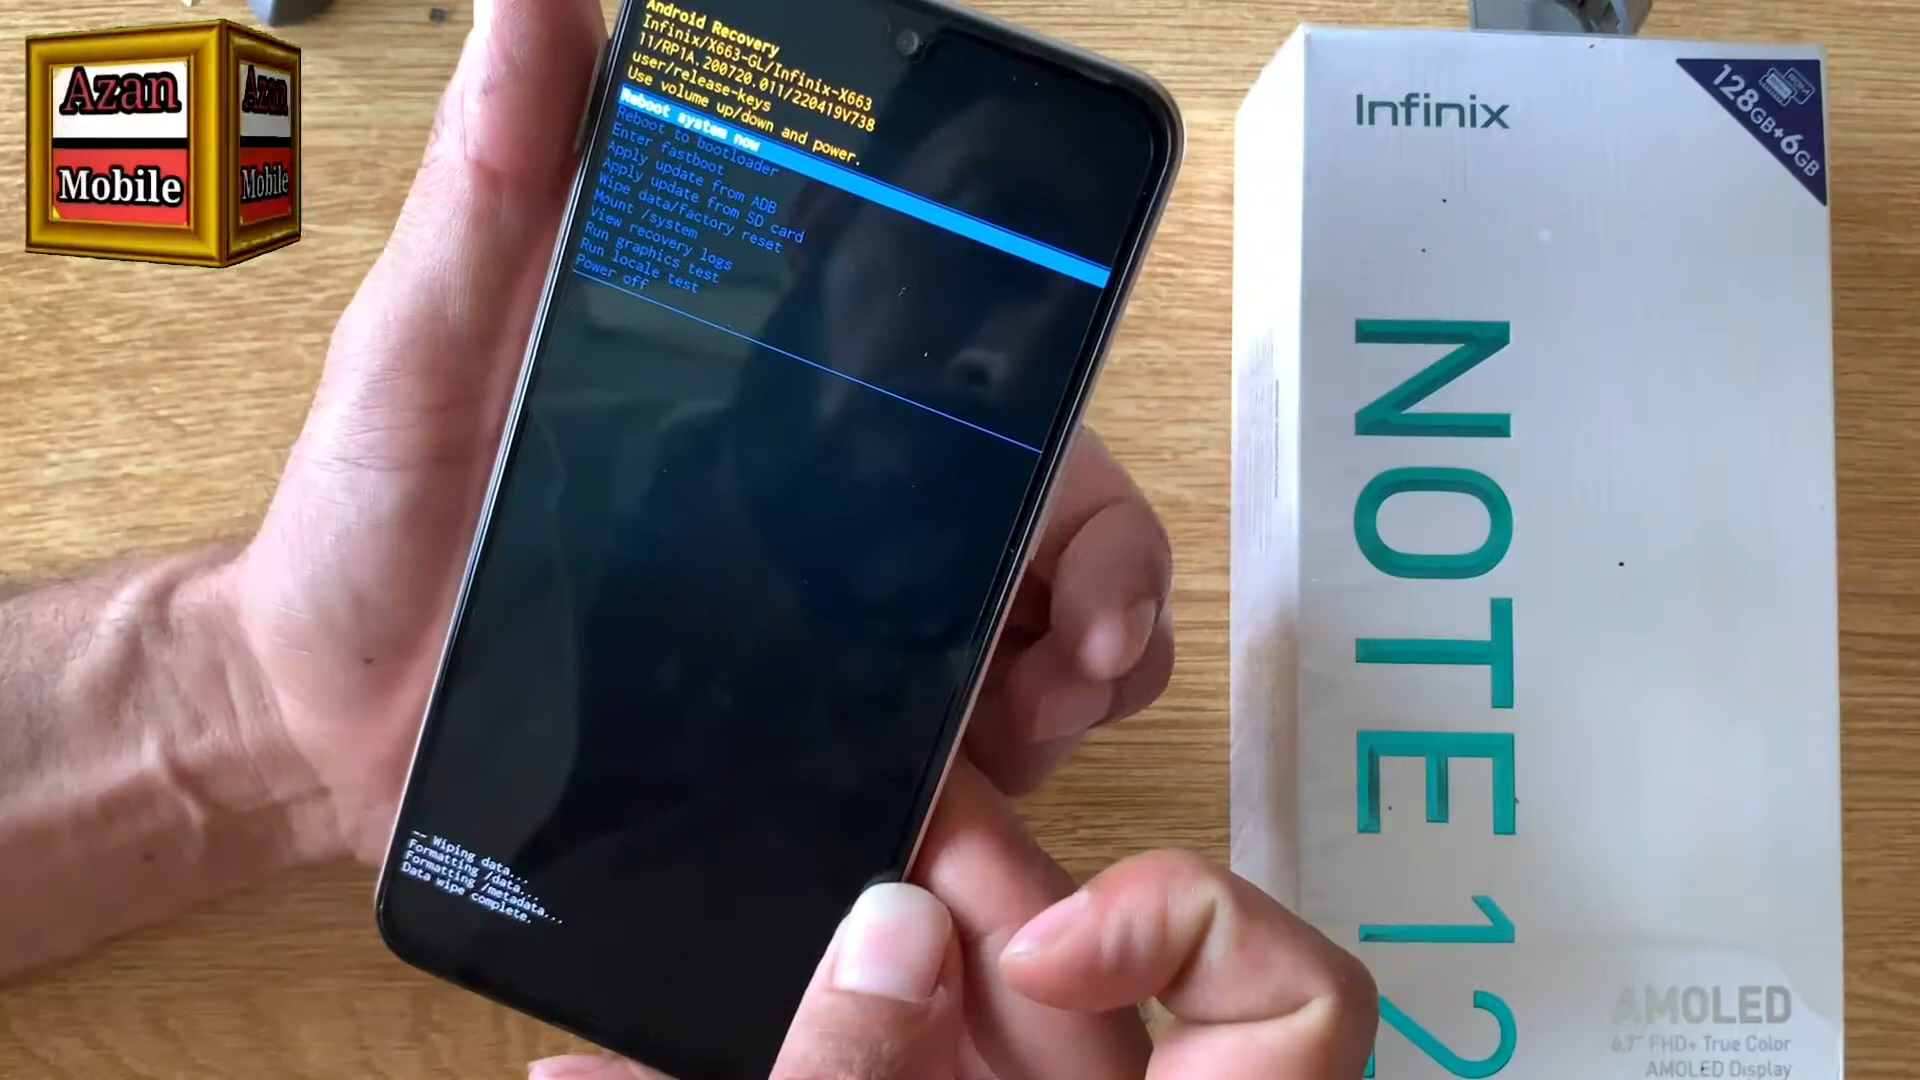 Azan
Mobile
Azan
Mobile
Android Recovery
Infinix/X663-GL/Infinix-X663
11/RP1A.200720.011/220419V738
user/release-keys
Use volume up/down and power.
Reboot system now
Reboot to bootloader
Enter fastboot
Apply update from ADB
Apply update from SD card
Wipe data/factory reset
Mount /system
View recovery logs
Run graphics test
Run locale test
Power off
-- Wiping data...
Formatting /data...
Formatting /metadata...
Data wipe complete.
Infinix
128GB+6GB
NOTE 12
AMOLED
6.7" FHD+ True Color
AMOLED Display